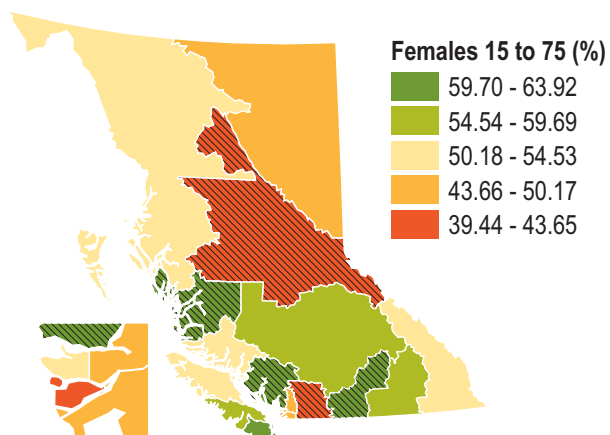 Females 15 to 75 (%)
59.70 - 63.92
54.54 - 59.69
50.18 - 54.53
43.66 - 50.17
39.44 - 43.65